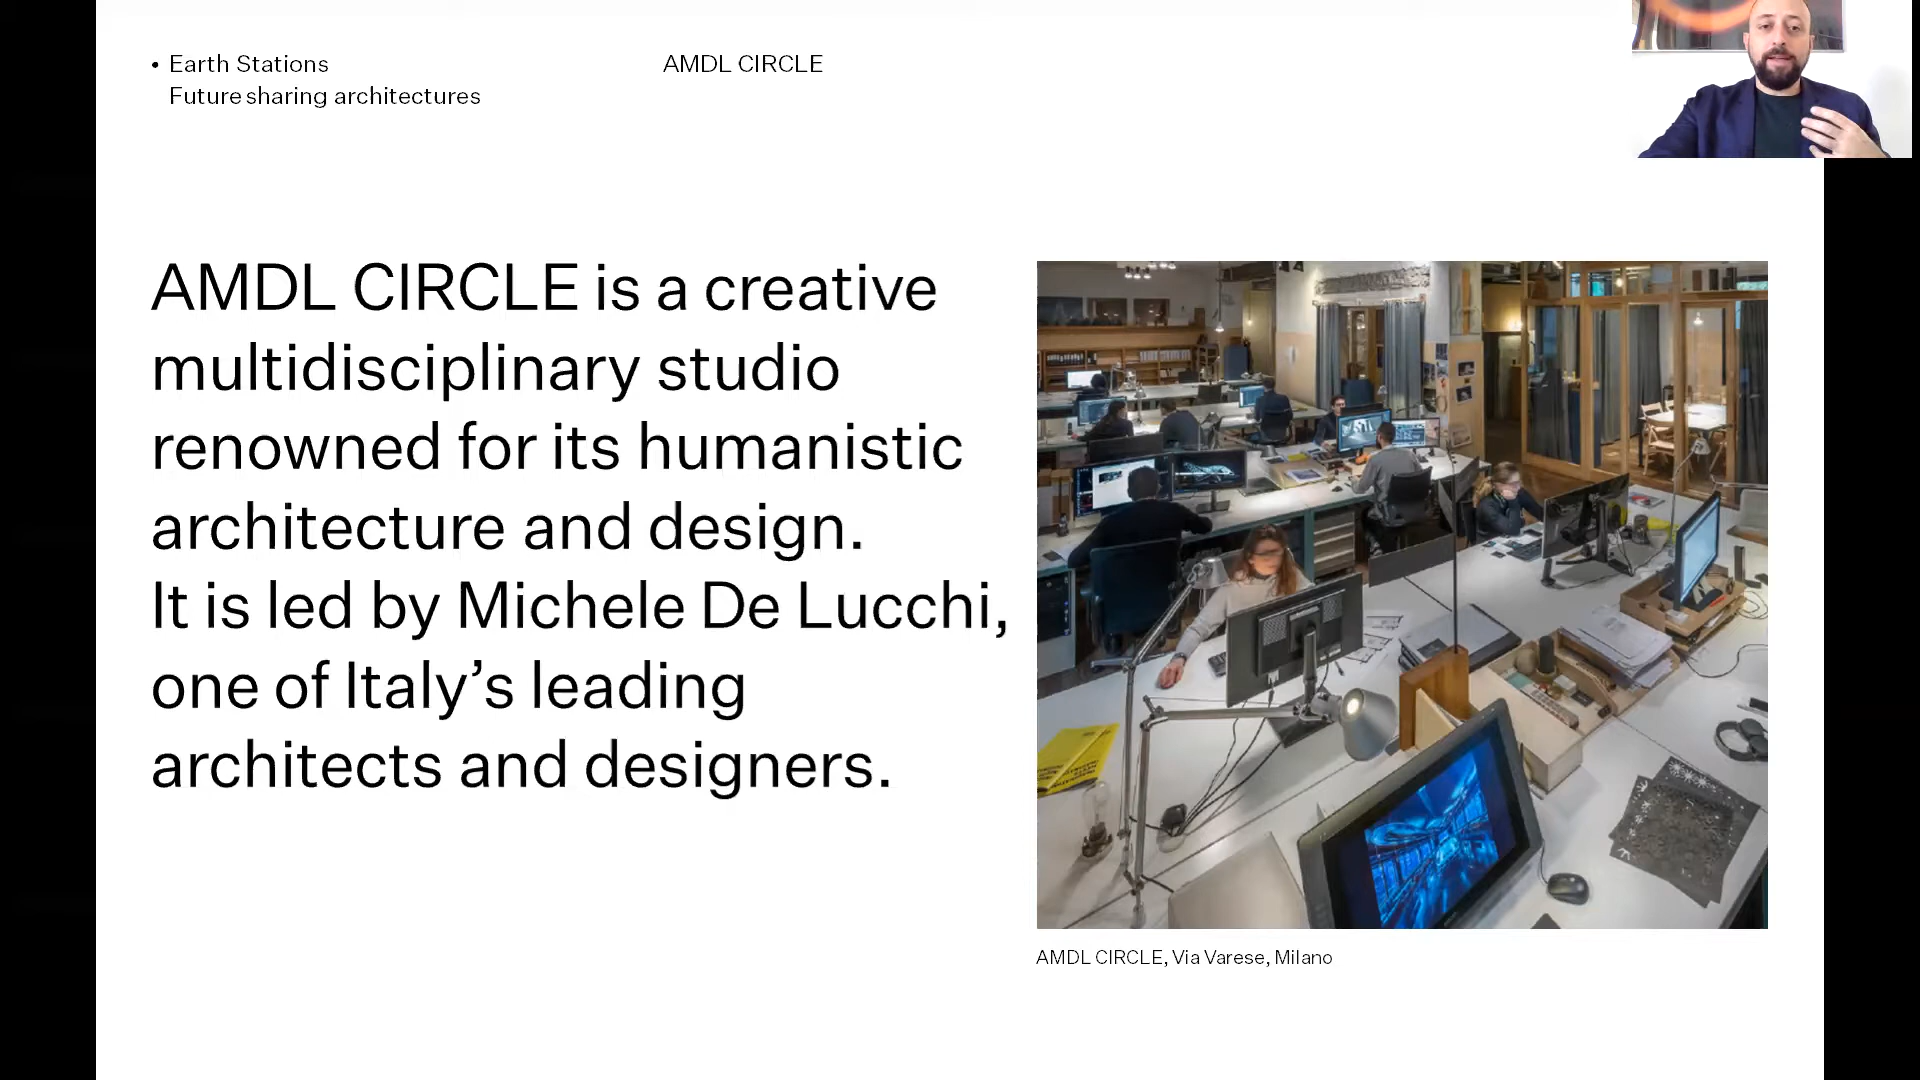 • Earth Stations
Future sharing architectures
AMDL CIRCLE
AMDL CIRCLE is a creative
multidisciplinary studio
renowned for its humanistic
architecture and design.
It is led by Michele De Lucchi,
one of Italy’s leading
architects and designers.
AMDL CIRCLE, Via Varese, Milano